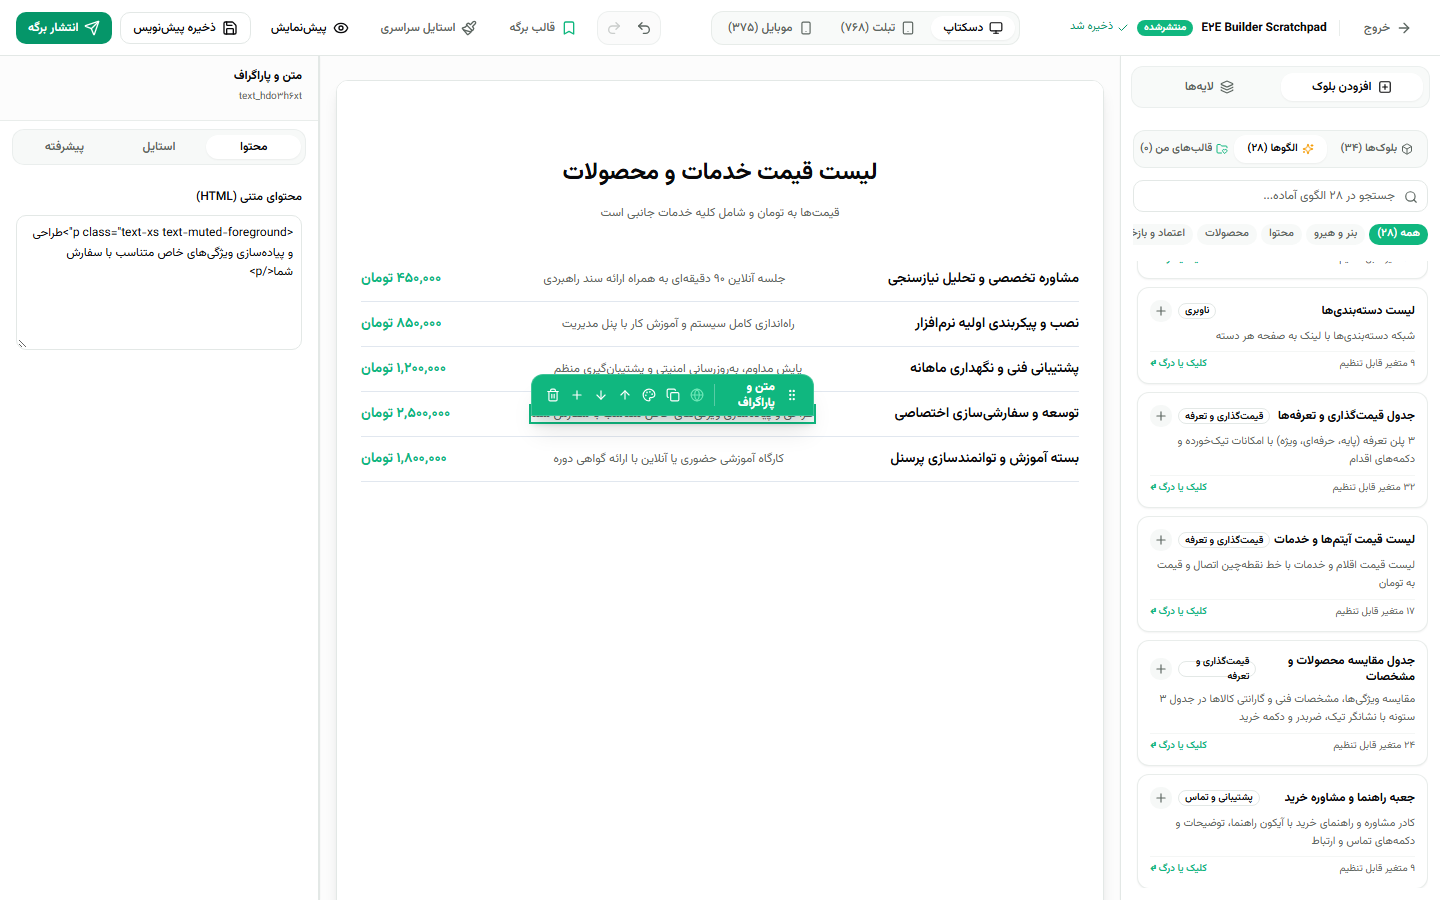 خروج
E۲E Builder Scratchpad
منتشرشده
ذخیره شد
دسکتاپ
تبلت (۷۶۸)
موبایل (۳۷۵)
قالب برگه
استایل سراسری
پیش‌نمایش
ذخیره پیش‌نویس
انتشار برگه
افزودن بلوک
لایه‌ها
بلوک‌ها (۳۴)
الگوها (۲۸)
قالب‌های من (۰)
جستجو در ۲۸ الگوی آماده...
همه (۲۸)
بنر و هیرو
محتوا
محصولات
اعتماد و بازخ
لیست دسته‌بندی‌ها
ناوبری
شبکه دسته‌بندی‌ها با لینک به صفحه هر دسته
۹ متغیر قابل تنظیم
کلیک یا درگ
جدول قیمت‌گذاری و تعرفه‌ها
قیمت‌گذاری و تعرفه
۳ پلن تعرفه (پایه، حرفه‌ای، ویژه) با امکانات تیک‌خورده و
دکمه‌های اقدام
۳۲ متغیر قابل تنظیم
کلیک یا درگ
لیست قیمت آیتم‌ها و خدمات
قیمت‌گذاری و تعرفه
لیست قیمت اقلام و خدمات با خط نقطه‌چین اتصال و قیمت
به تومان
۱۷ متغیر قابل تنظیم
کلیک یا درگ
جدول مقایسه محصولات و
مشخصات
قیمت‌گذاری و
تعرفه
مقایسه ویژگی‌ها، مشخصات فنی و گارانتی کالاها در جدول ۳
ستونه با نشانگر تیک، ضربدر و دکمه خرید
۲۴ متغیر قابل تنظیم
کلیک یا درگ
جعبه راهنما و مشاوره خرید
پشتیبانی و تماس
کادر مشاوره و راهنمای خرید با آیکون راهنما، توضیحات و
دکمه‌های تماس و ارتباط
۹ متغیر قابل تنظیم
کلیک یا درگ
لیست قیمت خدمات و محصولات
قیمت‌ها به تومان و شامل کلیه خدمات جانبی است
مشاوره تخصصی و تحلیل نیازسنجی
جلسه آنلاین ۹۰ دقیقه‌ای به همراه ارائه سند راهبردی
۴۵۰,۰۰۰ تومان
نصب و پیکربندی اولیه نرم‌افزار
راه‌اندازی کامل سیستم و آموزش کار با پنل مدیریت
۸۵۰,۰۰۰ تومان
پشتیبانی فنی و نگهداری ماهانه
پایش مداوم، به‌روزرسانی امنیتی و پشتیبان‌گیری منظم
۱,۲۰۰,۰۰۰ تومان
متن و
پاراگراف
توسعه و سفارشی‌سازی اختصاصی
۲,۵۰۰,۰۰۰ تومان
بسته آموزش و توانمندسازی پرسنل
کارگاه آموزشی حضوری یا آنلاین با ارائه گواهی دوره
۱,۸۰۰,۰۰۰ تومان
متن و پاراگراف
text_hdo۳h۶xt
محتوا
استایل
پیشرفته
محتوای متنی (HTML)
<p class="text-xs text-muted-foreground">طراحی
و پیاده‌سازی ویژگی‌های خاص متناسب با سفارش
شما</p>